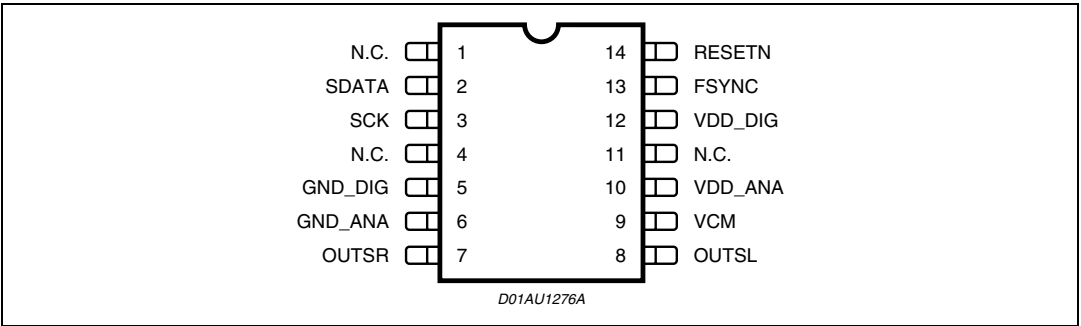 N.C. 1 14 RESETN
SDATA 2 13 FSYNC
SCK 3 12 VDD_DIG
N.C. 4 11 N.C.
GND_DIG 5 10 VDD_ANA
GND_ANA 6 9 VCM
OUTSR 7 8 OUTSL
D01AU1276A